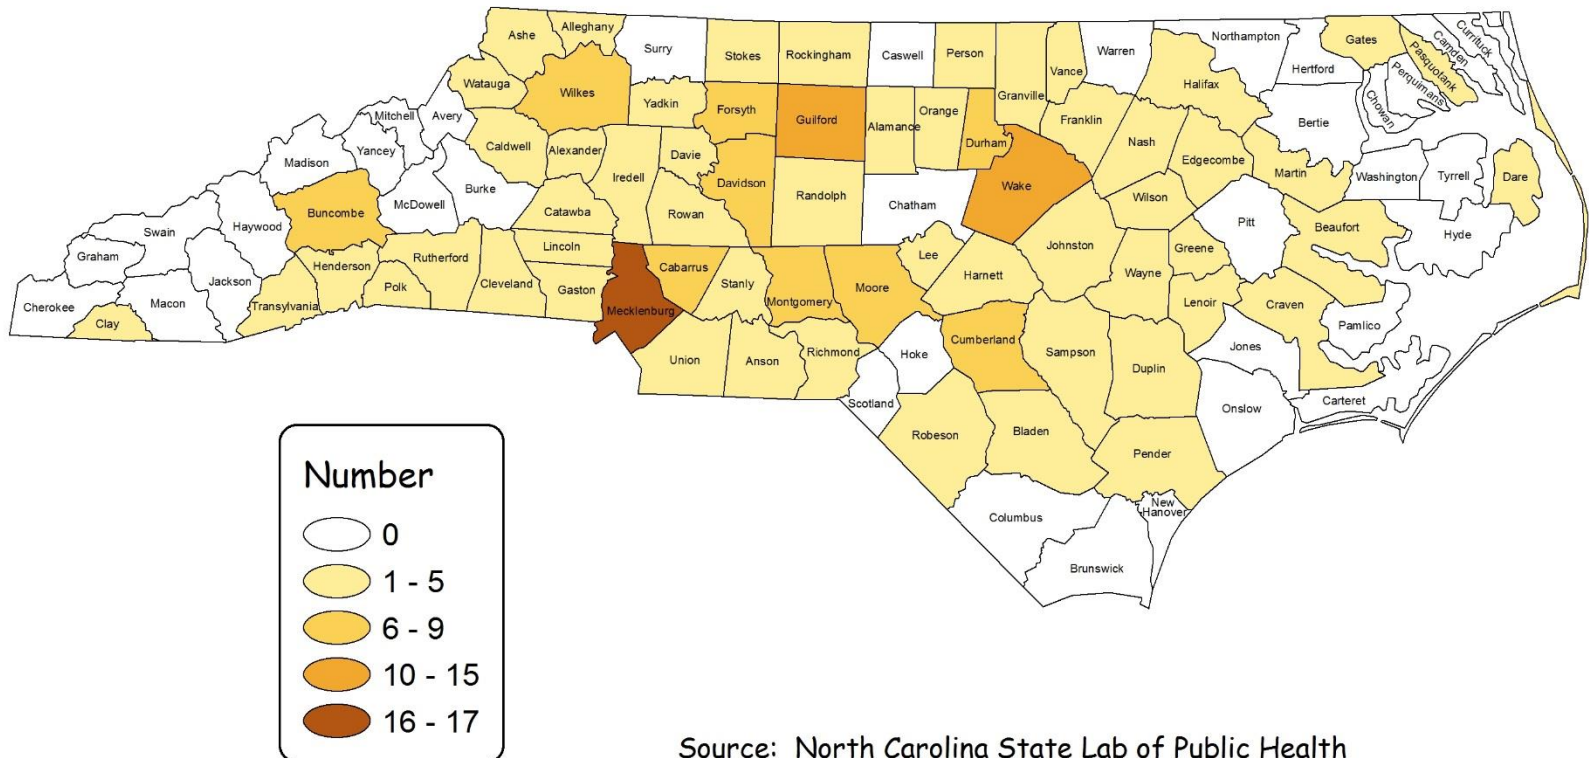 Ashe
Alleghany
Surry
Stokes
Rockingham
Caswell
Person
Granville
Vance
Warren
Northampton
Gates
Pasquotank
Camden
Currituck
Hertford
Halifax
Perquimans
Chowan
Bertie
Watauga
Wilkes
Yadkin
Forsyth
Guilford
Alamance
Orange
Durham
Franklin
Nash
Edgecombe
Martin
Washington
Tyrrell
Dare
Mitchell
Avery
Yancey
Madison
Caldwell
Alexander
Davie
Iredell
Davidson
Randolph
Chatham
Wake
Wilson
Pitt
Beaufort
Hyde
Burke
McDowell
Buncombe
Haywood
Swain
Graham
Cherokee
Clay
Macon
Jackson
Transylvania
Henderson
Polk
Rutherford
Cleveland
Catawba
Lincoln
Gaston
Rowan
Mecklenburg
Cabarrus
Stanly
Montgomery
Moore
Lee
Harnett
Johnston
Greene
Wayne
Lenoir
Craven
Pamlico
Jones
Carteret
Onslow
Union
Anson
Richmond
Scotland
Hoke
Cumberland
Sampson
Duplin
Robeson
Bladen
Pender
Columbus
New
Hanover
Brunswick
Number
0
1 - 5
6 - 9
10 - 15
16 - 17
Source: North Carolina State Lab of Public Health